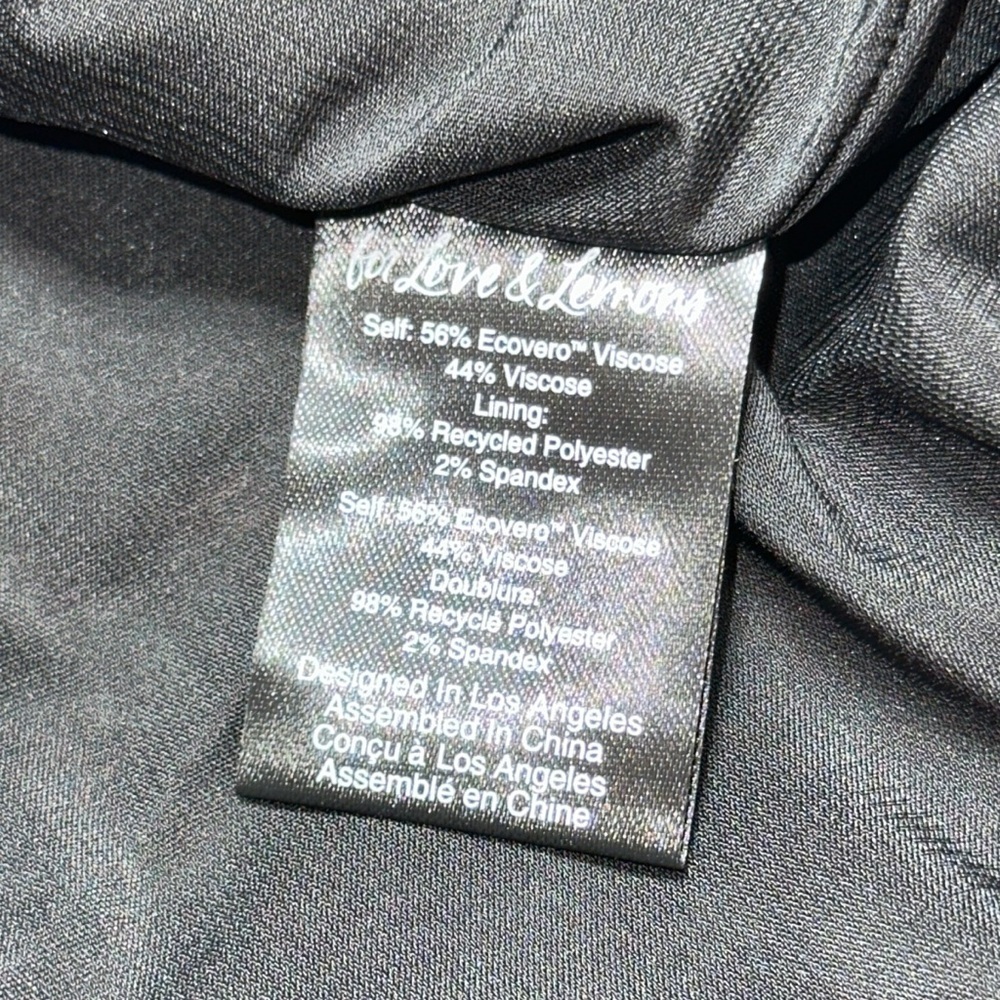 for Love & Lemons
Self: 56% Ecovero™ Viscose
44% Viscose
Lining:
98% Recycled Polyester
2% Spandex
Self: 56% Ecovero™ Viscose
44% Viscose
Doublure:
98% Recycle Polyester
2% Spandex
Designed In Los Angeles
Assembled in China
Conçu à Los Angeles
Assemblé en Chine